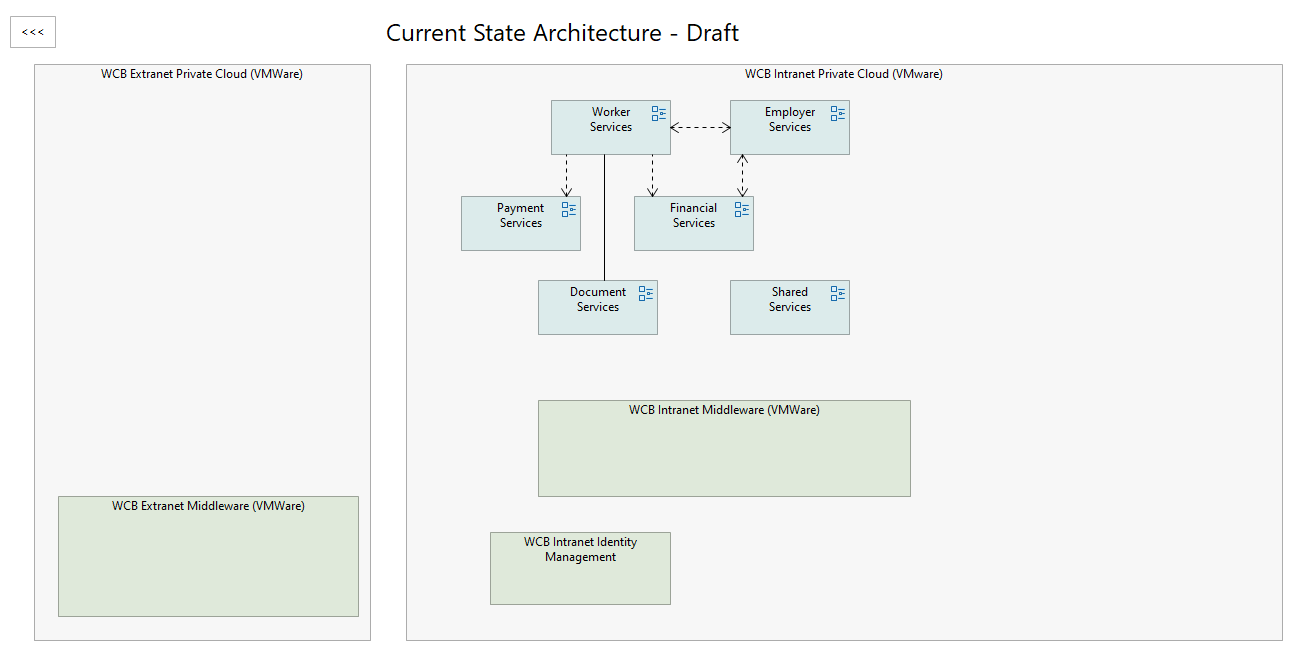 <<<
Current State Architecture - Draft
WCB Extranet Private Cloud (VMWare)
WCB Intranet Private Cloud (VMware)
Worker
Services
Employer
Services
Payment
Services
Financial
Services
Document
Services
Shared
Services
WCB Intranet Middleware (VMWare)
WCB Extranet Middleware (VMWare)
WCB Intranet Identity
Management